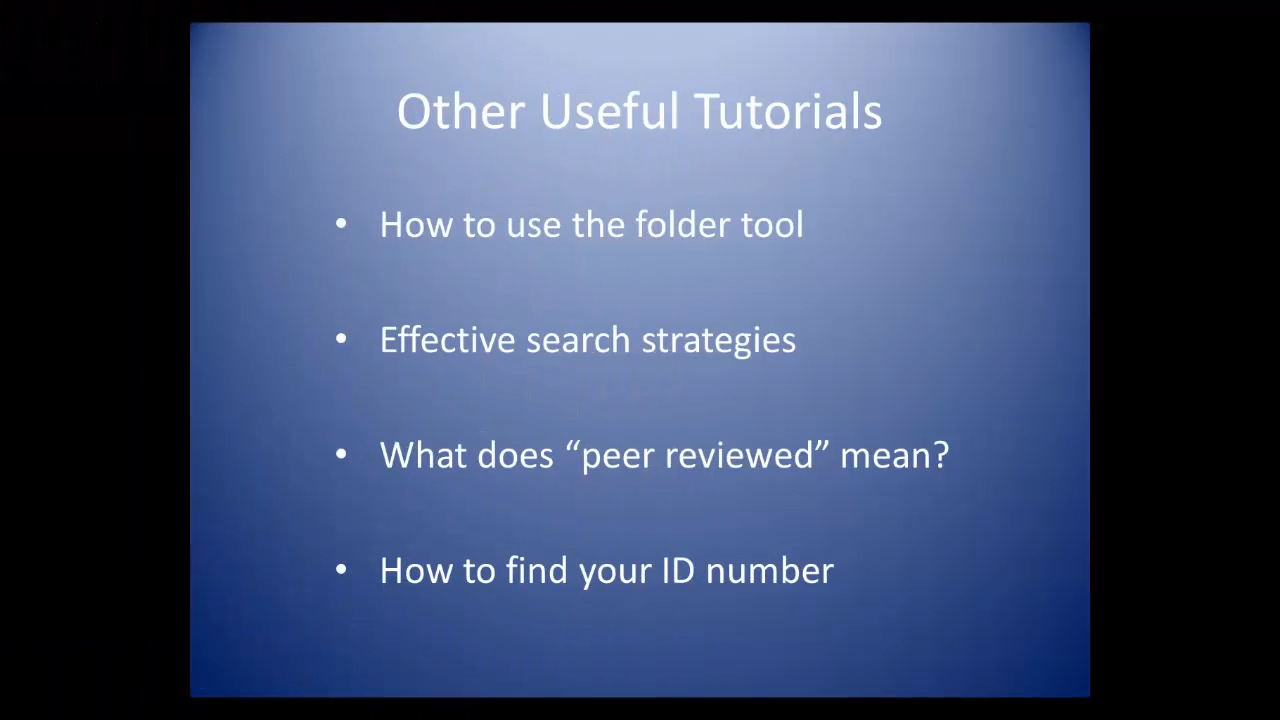 Other Useful Tutorials
• How to use the folder tool
• Effective search strategies
• What does “peer reviewed” mean?
• How to find your ID number